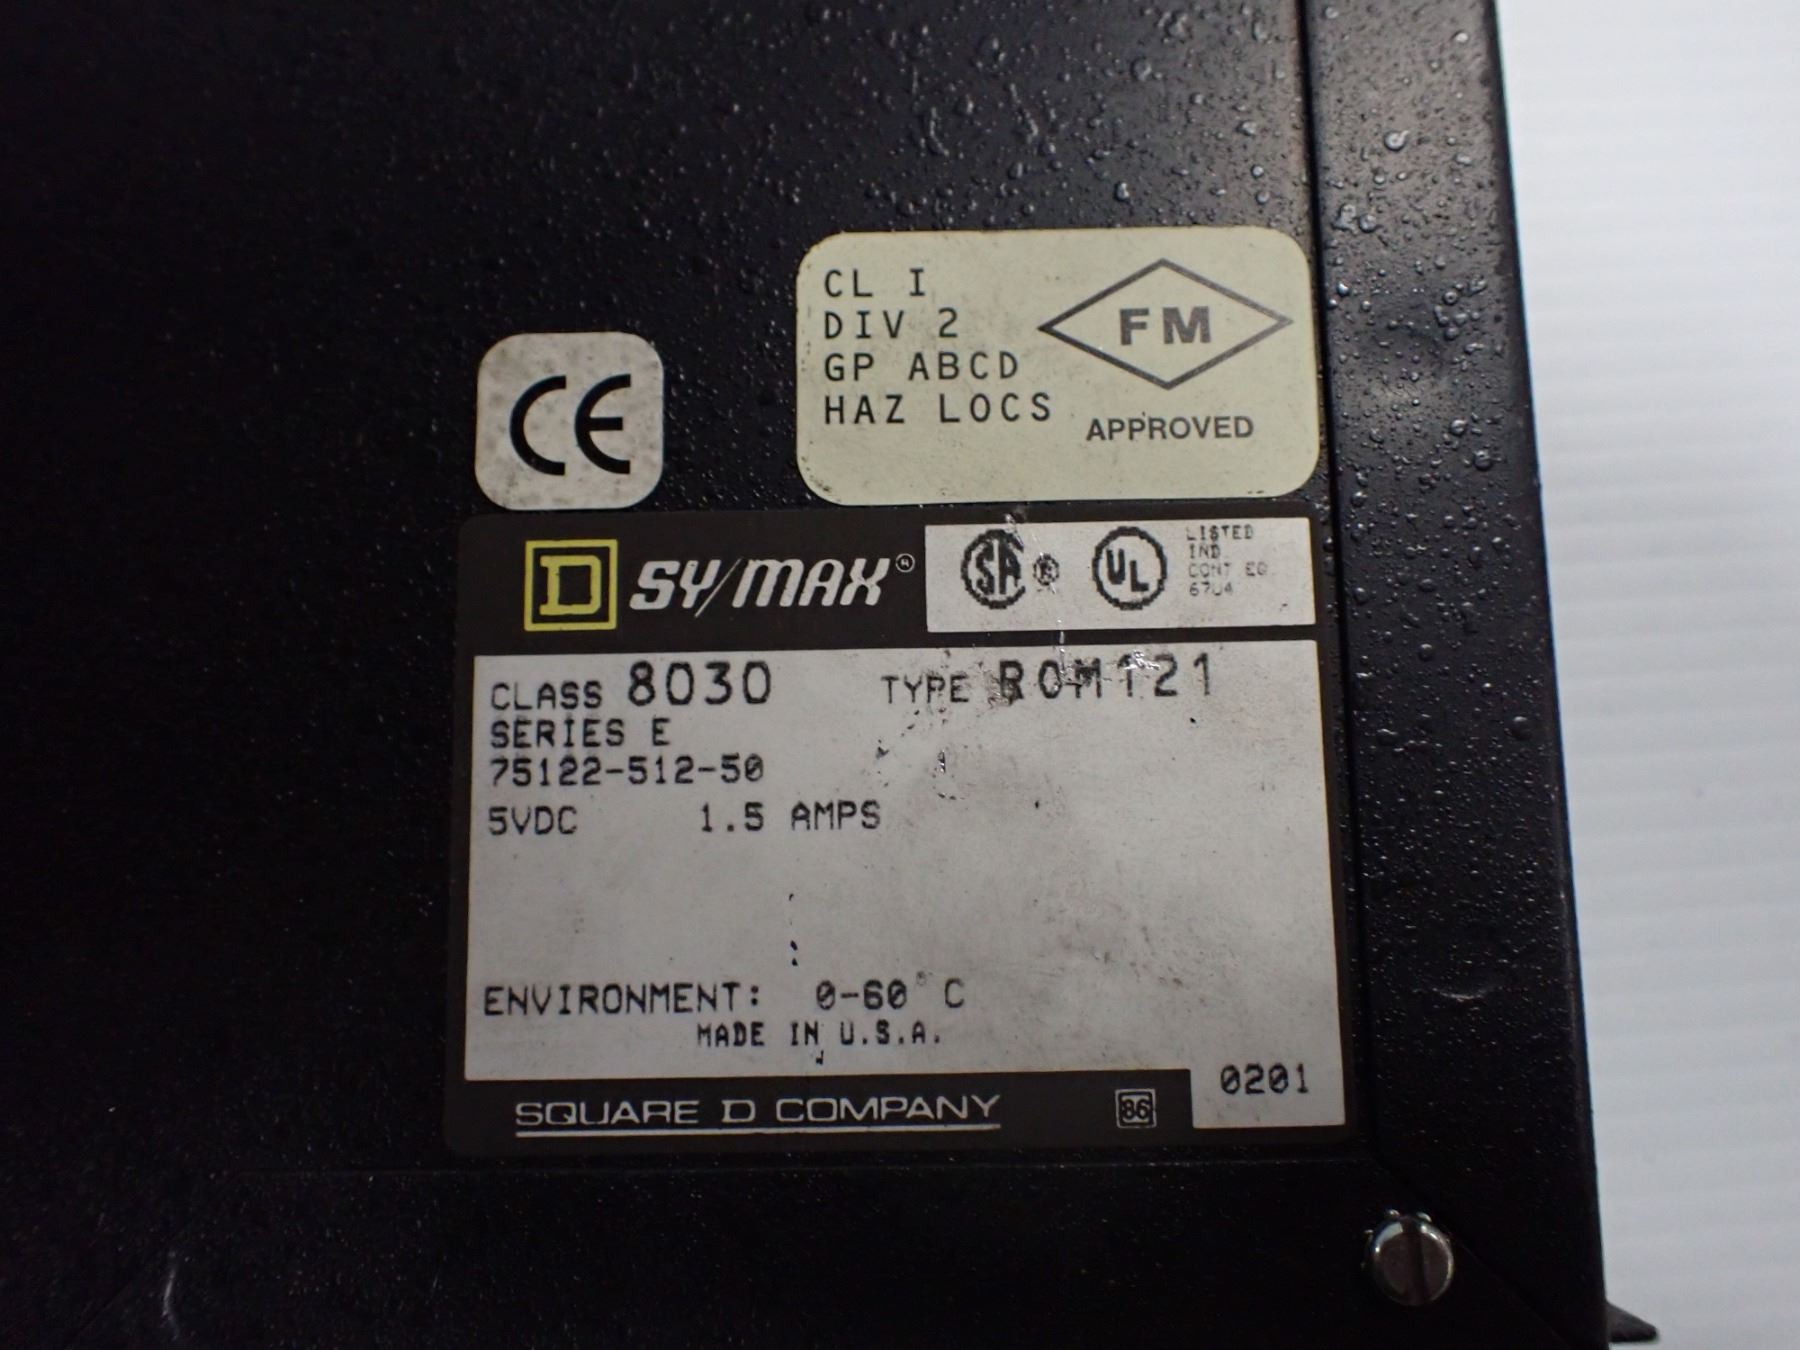 CL I
DIV 2
GP ABCD
HAZ LOCS
FM
APPROVED
CE
D SY/MAX®
SA ®
UL
LISTED
IND.
CONT EQ
67U4
CLASS 8030 TYPE ROM121
SERIES E
75122-512-50
5VDC 1.5 AMPS
ENVIRONMENT: 0-60° C
MADE IN U.S.A.
SQUARE D COMPANY
86
0201